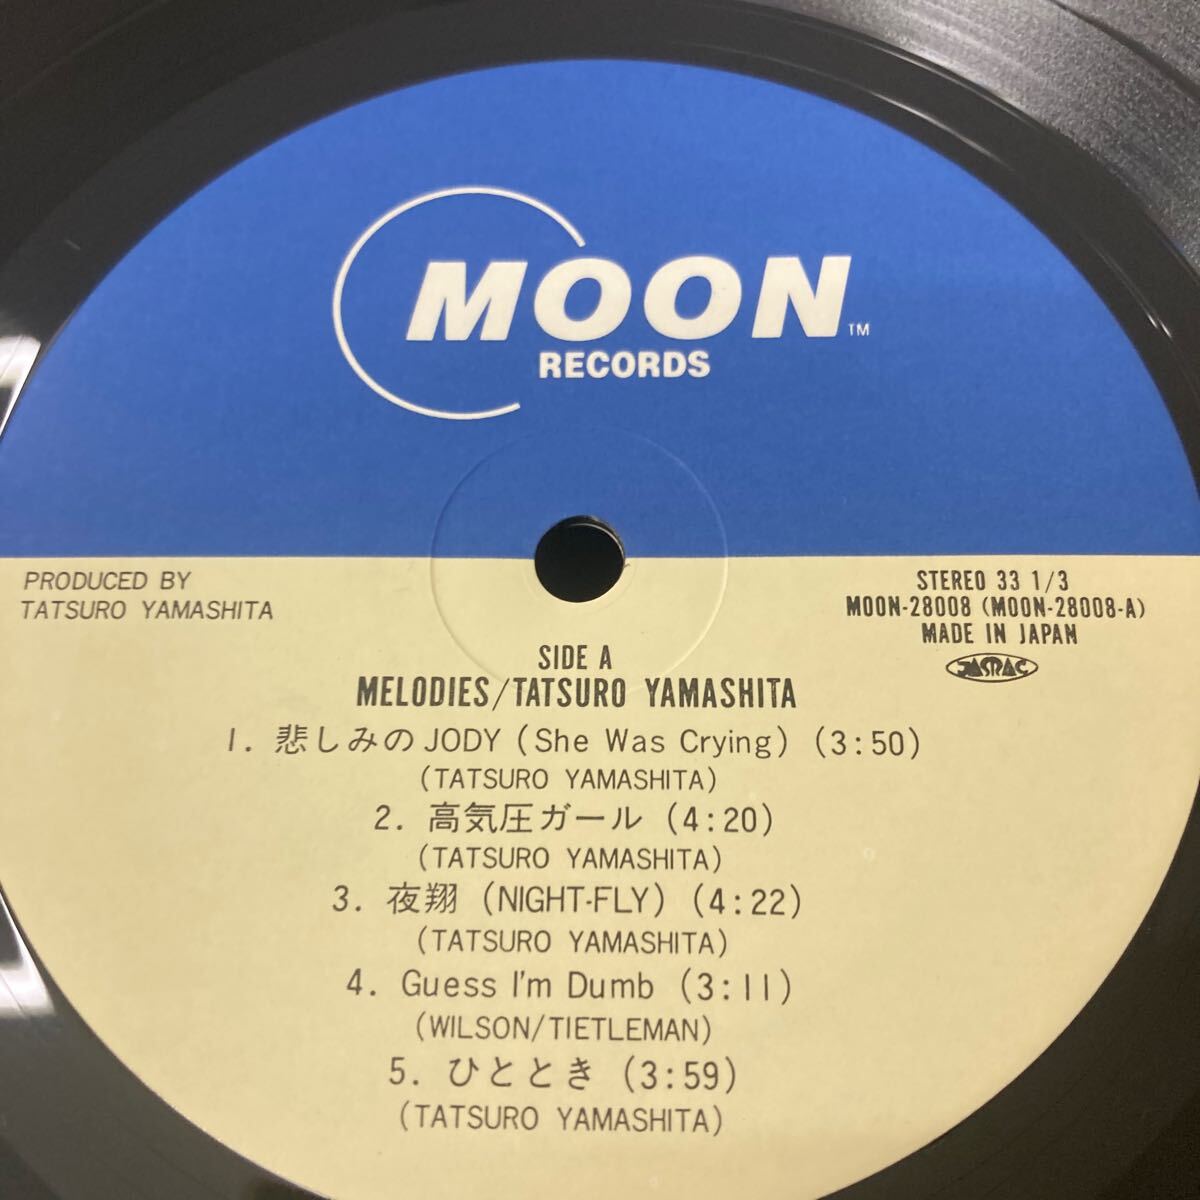 MOON™
RECORDS
PRODUCED BY
TATSURO YAMASHITA
STEREO 33 1/3
MOON-28008 (MOON-28008-A)
MADE IN JAPAN
JASRAC
SIDE A
MELODIES/TATSURO YAMASHITA
1. 悲しみのJODY (She Was Crying) (3:50)
(TATSURO YAMASHITA)
2. 高気圧ガール (4:20)
(TATSURO YAMASHITA)
3. 夜翔 (NIGHT-FLY) (4:22)
(TATSURO YAMASHITA)
4. Guess I'm Dumb (3:11)
(WILSON/TIETLEMAN)
5. ひととき (3:59)
(TATSURO YAMASHITA)